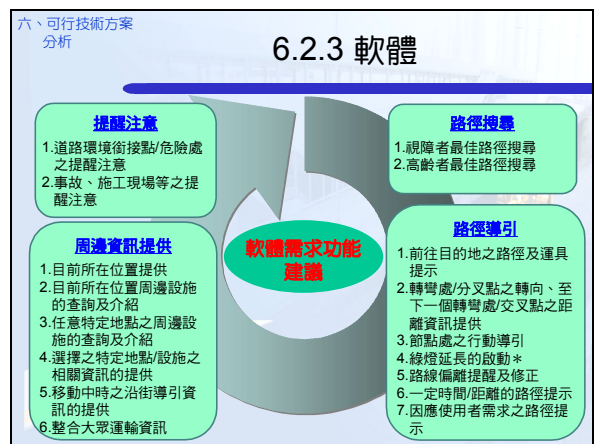 六、可行技術方案
分析
6.2.3 軟體
提醒注意
1.道路環境銜接點/危險處
之提醒注意
2.事故、施工現場等之提
醒注意
路徑搜尋
1.視障者最佳路徑搜尋
2.高齡者最佳路徑搜尋
軟體需求功能
建議
周邊資訊提供
1.目前所在位置提供
2.目前所在位置周邊設施
的查詢及介紹
3.任意特定地點之周邊設
施的查詢及介紹
4.選擇之特定地點/設施之
相關資訊的提供
5.移動中時之沿街導引資
訊的提供
6.整合大眾運輸資訊
路徑導引
1.前往目的地之路徑及運具
提示
2.轉彎處/分叉點之轉向、至
下一個轉彎處/交叉點之距
離資訊提供
3.節點處之行動導引
4.綠燈延長的啟動＊
5.路線偏離提醒及修正
6.一定時間/距離的路徑提示
7.因應使用者需求之路徑提
示